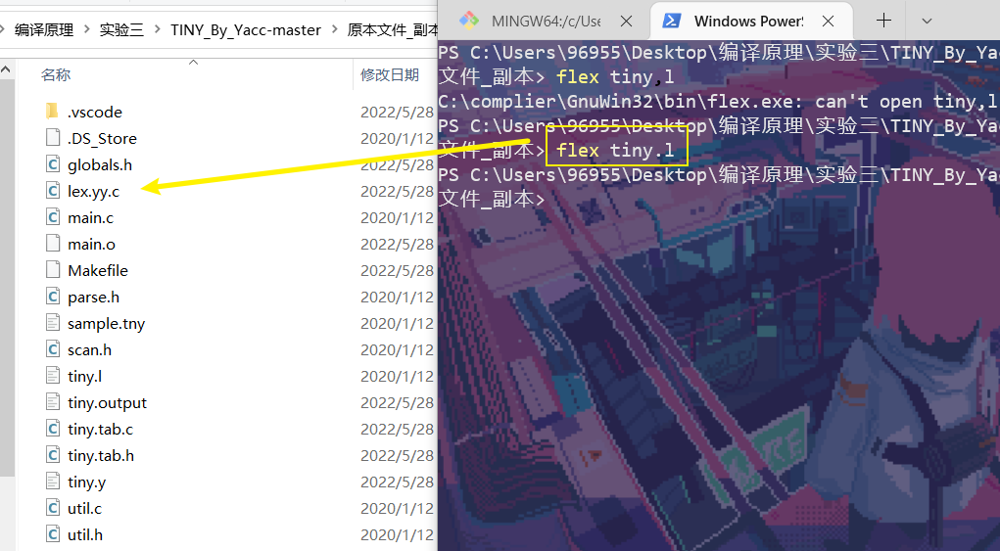 编译原理 > 实验三 > TINY_By_Yacc-master > 原本文件_副本
名称 修改日期
.vscode 2022/5/28
.DS_Store 2020/1/12
globals.h 2022/5/28
lex.yy.c 2022/5/28
main.c 2020/1/12
main.o 2022/5/28
Makefile 2022/5/28
parse.h 2020/1/12
sample.tny 2020/1/12
scan.h 2020/1/12
tiny.l 2020/1/12
tiny.output 2022/5/28
tiny.tab.c 2022/5/28
tiny.tab.h 2022/5/28
tiny.y 2022/5/28
util.c 2020/1/12
util.h 2020/1/12
MINGW64:/c/Use
Windows PowerS
PS C:\Users\96955\Desktop\编译原理\实验三\TINY_By_Yac
文件_副本> flex tiny,l
C:\complier\GnuWin32\bin\flex.exe: can't open tiny,l
PS C:\Users\96955\Desktop\编译原理\实验三\TINY_By_Yac
文件_副本> flex tiny.l
PS C:\Users\96955\Desktop\编译原理\实验三\TINY_By_Yac
文件_副本>